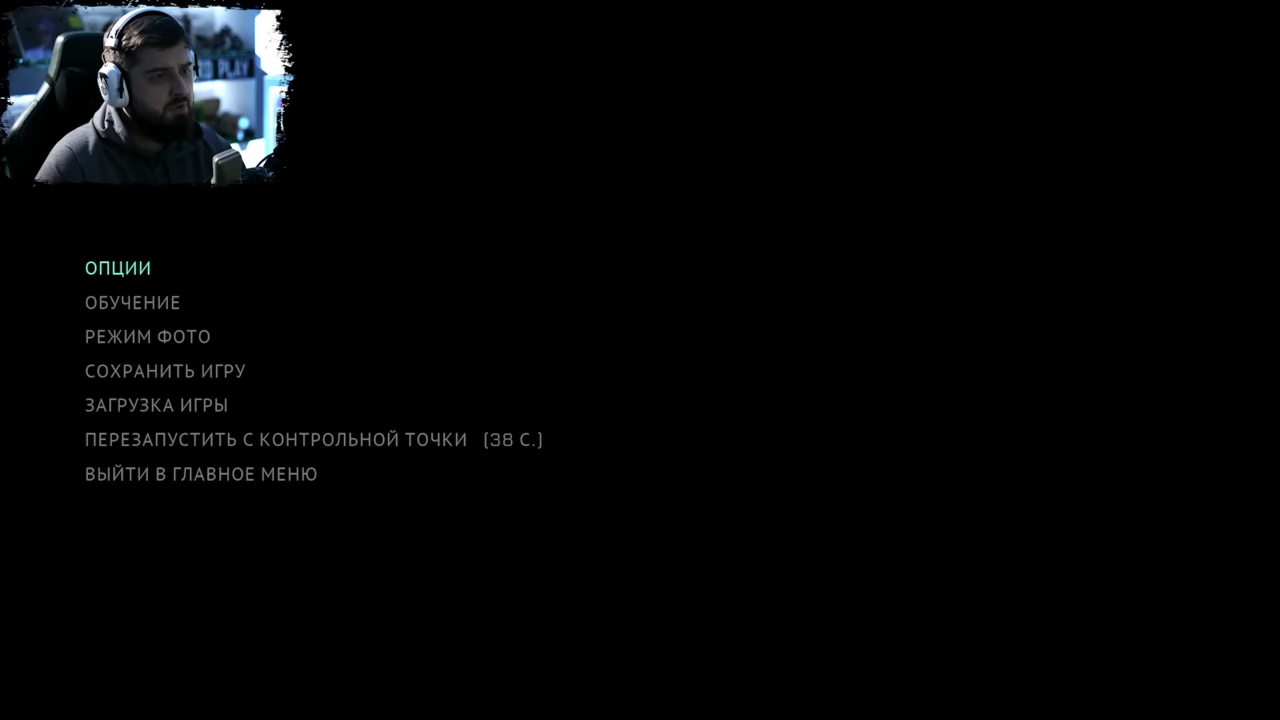 ОПЦИИ
ОБУЧЕНИЕ
РЕЖИМ ФОТО
СОХРАНИТЬ ИГРУ
ЗАГРУЗКА ИГРЫ
ПЕРЕЗАПУСТИТЬ С КОНТРОЛЬНОЙ ТОЧКИ (38 С.)
ВЫЙТИ В ГЛАВНОЕ МЕНЮ